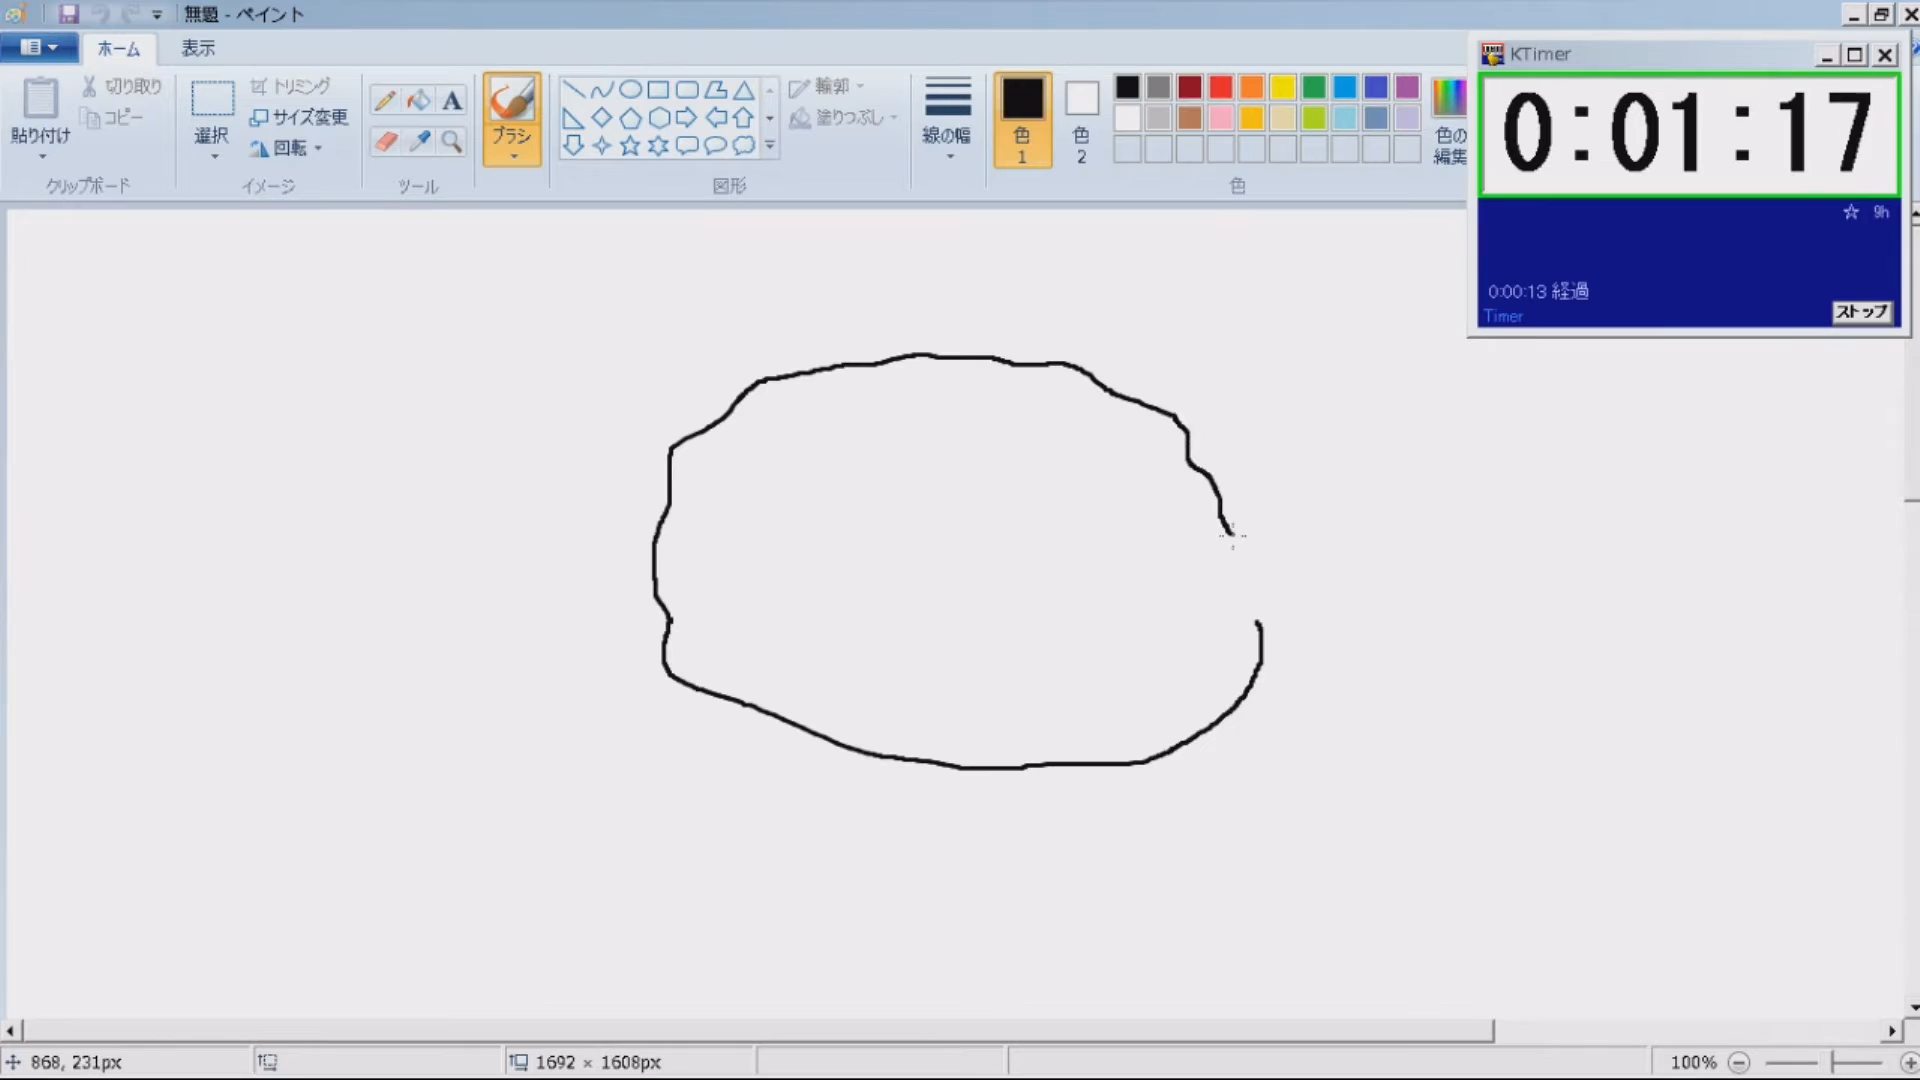 無題 - ペイント
ホーム
表示
貼り付け
切り取り
コピー
クリップボード
選択
トリミング
サイズ変更
回転
イメージ
A
ツール
ブラシ
輪郭
塗りつぶし
図形
線の幅
色
1
色
2
色の
編集
色
KTimer
0:01:17
☆ 9h
0:00:13 経過
Timer
ストップ
868, 231px
1692 × 1608px
100%